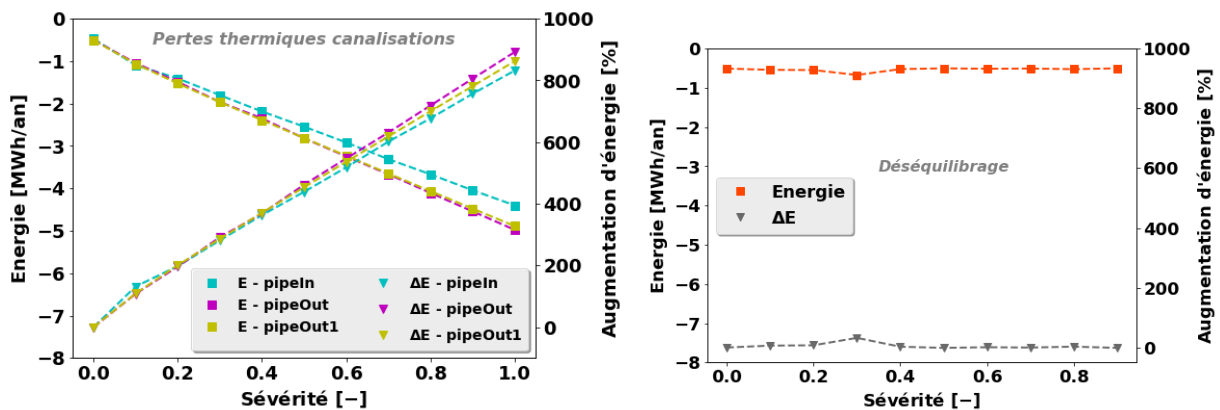 Pertes thermiques canalisations
Energie [MWh/an]
0
−1
−2
−3
−4
−5
−6
−7
−8
E - pipeIn
E - pipeOut
E - pipeOut1
ΔE - pipeIn
ΔE - pipeOut
ΔE - pipeOut1
0.0 0.2 0.4 0.6 0.8 1.0
Sévérité [−]
1000
800
600
400
200
0
Augmentation d'énergie [%]
Déséquilibrage
Energie [MWh/an]
0
−1
−2
−3
−4
−5
−6
−7
−8
Energie
ΔE
0.0 0.2 0.4 0.6 0.8
Sévérité [−]
1000
800
600
400
200
0
Augmentation d'énergie [%]